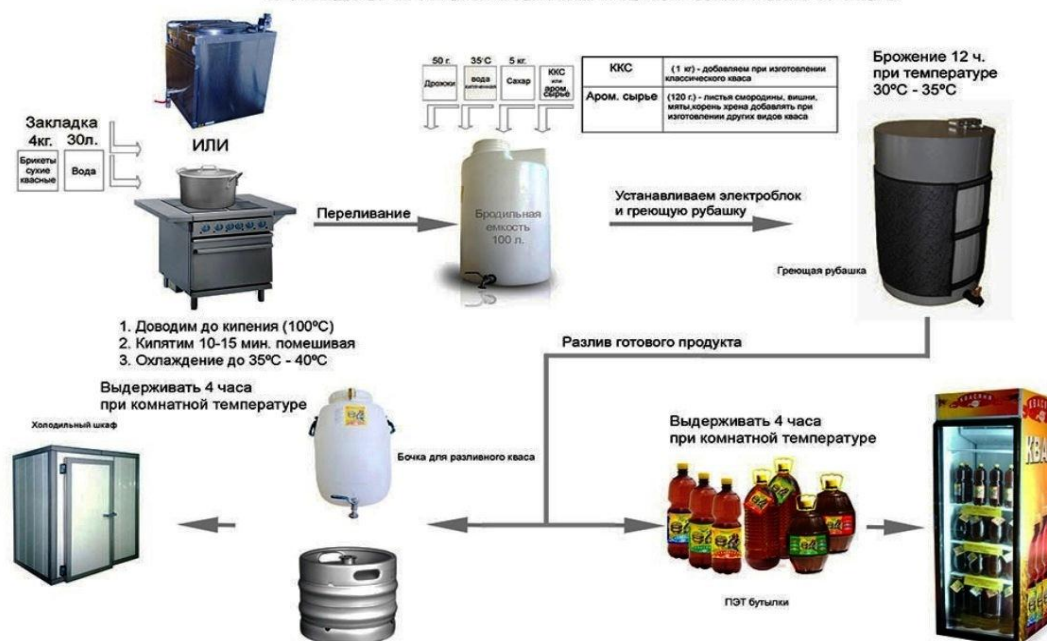 50 г.
35°С
5 кг.
Дрожжи
вода
кипяченая
Сахар
ККС
или
аром.
сырье
ККС
(1 кг) - добавляем при изготовлении
классического кваса
Аром. сырье
(120 г.) - листья смородины, вишни,
мяты,корень хрена добавлять при
изготовлении других видов кваса
Брожение 12 ч.
при температуре
30ºС - 35ºС
Закладка
4кг. 30л.
Брикеты
сухие
квасные
Вода
ИЛИ
Переливание
Бродильная
емкость
100 л.
Устанавливаем электроблок
и греющую рубашку
Греющая рубашка
1. Доводим до кипения (100ºС)
2. Кипятим 10-15 мин. помешивая
3. Охлаждение до 35ºС - 40ºС
Разлив готового продукта
Выдерживать 4 часа
при комнатной температуре
Холодильный шкаф
Бочка для разливного кваса
Выдерживать 4 часа
при комнатной температуре
ПЭТ бутылки